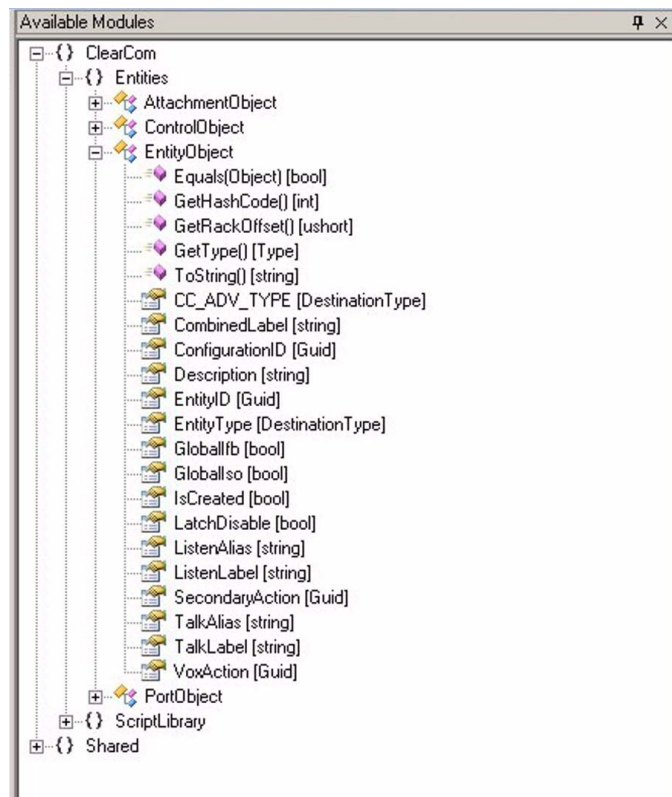 Available Modules
{} ClearCom
{} Entities
AttachmentObject
ControlObject
EntityObject
Equals(Object) [bool]
GetHashCode() [int]
GetRackOffset() [ushort]
GetType() [Type]
ToString() [string]
CC_ADV_TYPE [DestinationType]
CombinedLabel [string]
ConfigurationID [Guid]
Description [string]
EntityID [Guid]
EntityType [DestinationType]
GlobalIfb [bool]
GlobalIso [bool]
IsCreated [bool]
LatchDisable [bool]
ListenAlias [string]
ListenLabel [string]
SecondaryAction [Guid]
TalkAlias [string]
TalkLabel [string]
VoxAction [Guid]
PortObject
{} ScriptLibrary
{} Shared